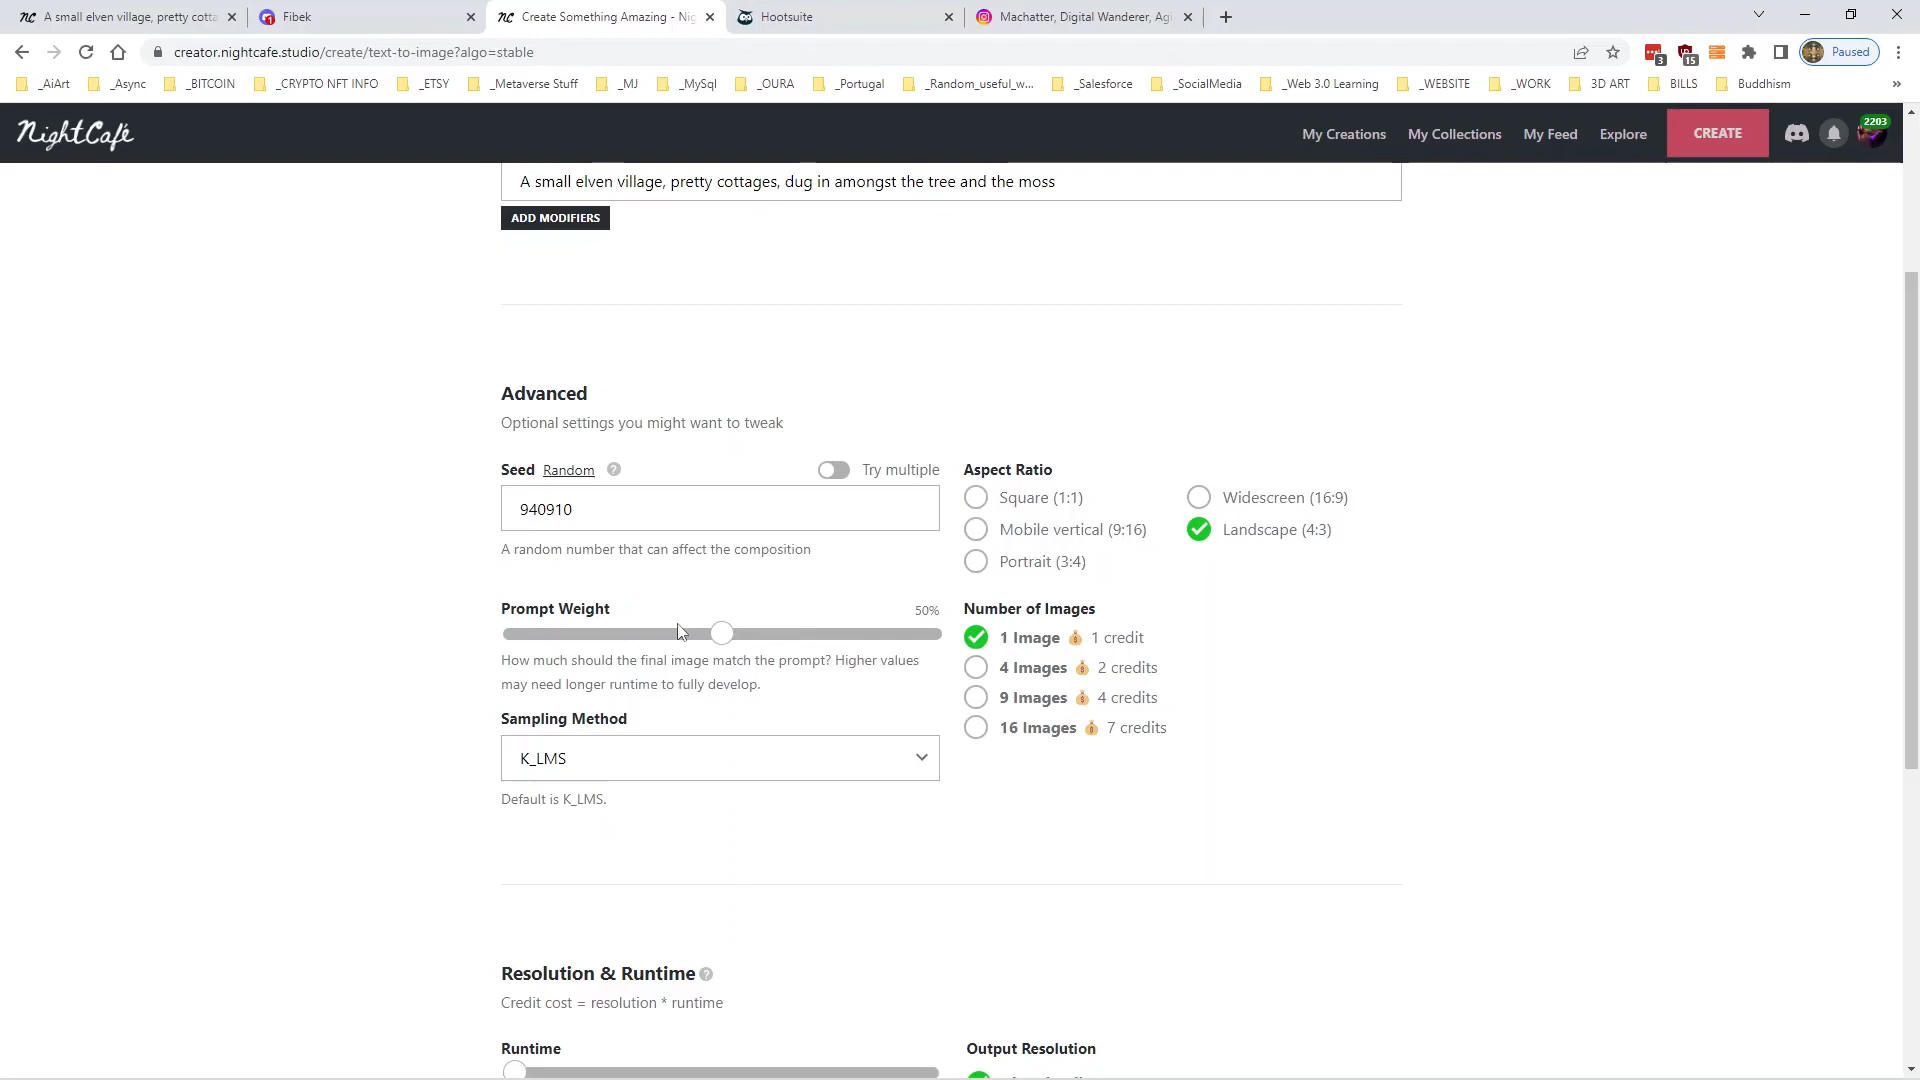 A small elven village, pretty cotta
Fibek
Create Something Amazing - Nig
Hootsuite
Machatter, Digital Wanderer, Agi
creator.nightcafe.studio/create/text-to-image?algo=stable
3
15
Paused
_AiArt
_Async
_BITCOIN
_CRYPTO NFT INFO
_ETSY
_Metaverse Stuff
_MJ
_MySql
_OURA
_Portugal
_Random_useful_w...
_Salesforce
_SocialMedia
_Web 3.0 Learning
_WEBSITE
_WORK
3D ART
BILLS
Buddhism
»
NightCafé
My Creations
My Collections
My Feed
Explore
CREATE
2203
A small elven village, pretty cottages, dug in amongst the tree and the moss
ADD MODIFIERS
Advanced
Optional settings you might want to tweak
Seed Random ?
Try multiple
940910
A random number that can affect the composition
Prompt Weight
50%
How much should the final image match the prompt? Higher values
may need longer runtime to fully develop.
Sampling Method
K_LMS
Default is K_LMS.
Aspect Ratio
Square (1:1)
Widescreen (16:9)
Mobile vertical (9:16)
Landscape (4:3)
Portrait (3:4)
Number of Images
1 Image 💰 1 credit
4 Images 💰 2 credits
9 Images 💰 4 credits
16 Images 💰 7 credits
Resolution & Runtime ?
Credit cost = resolution * runtime
Runtime
Output Resolution